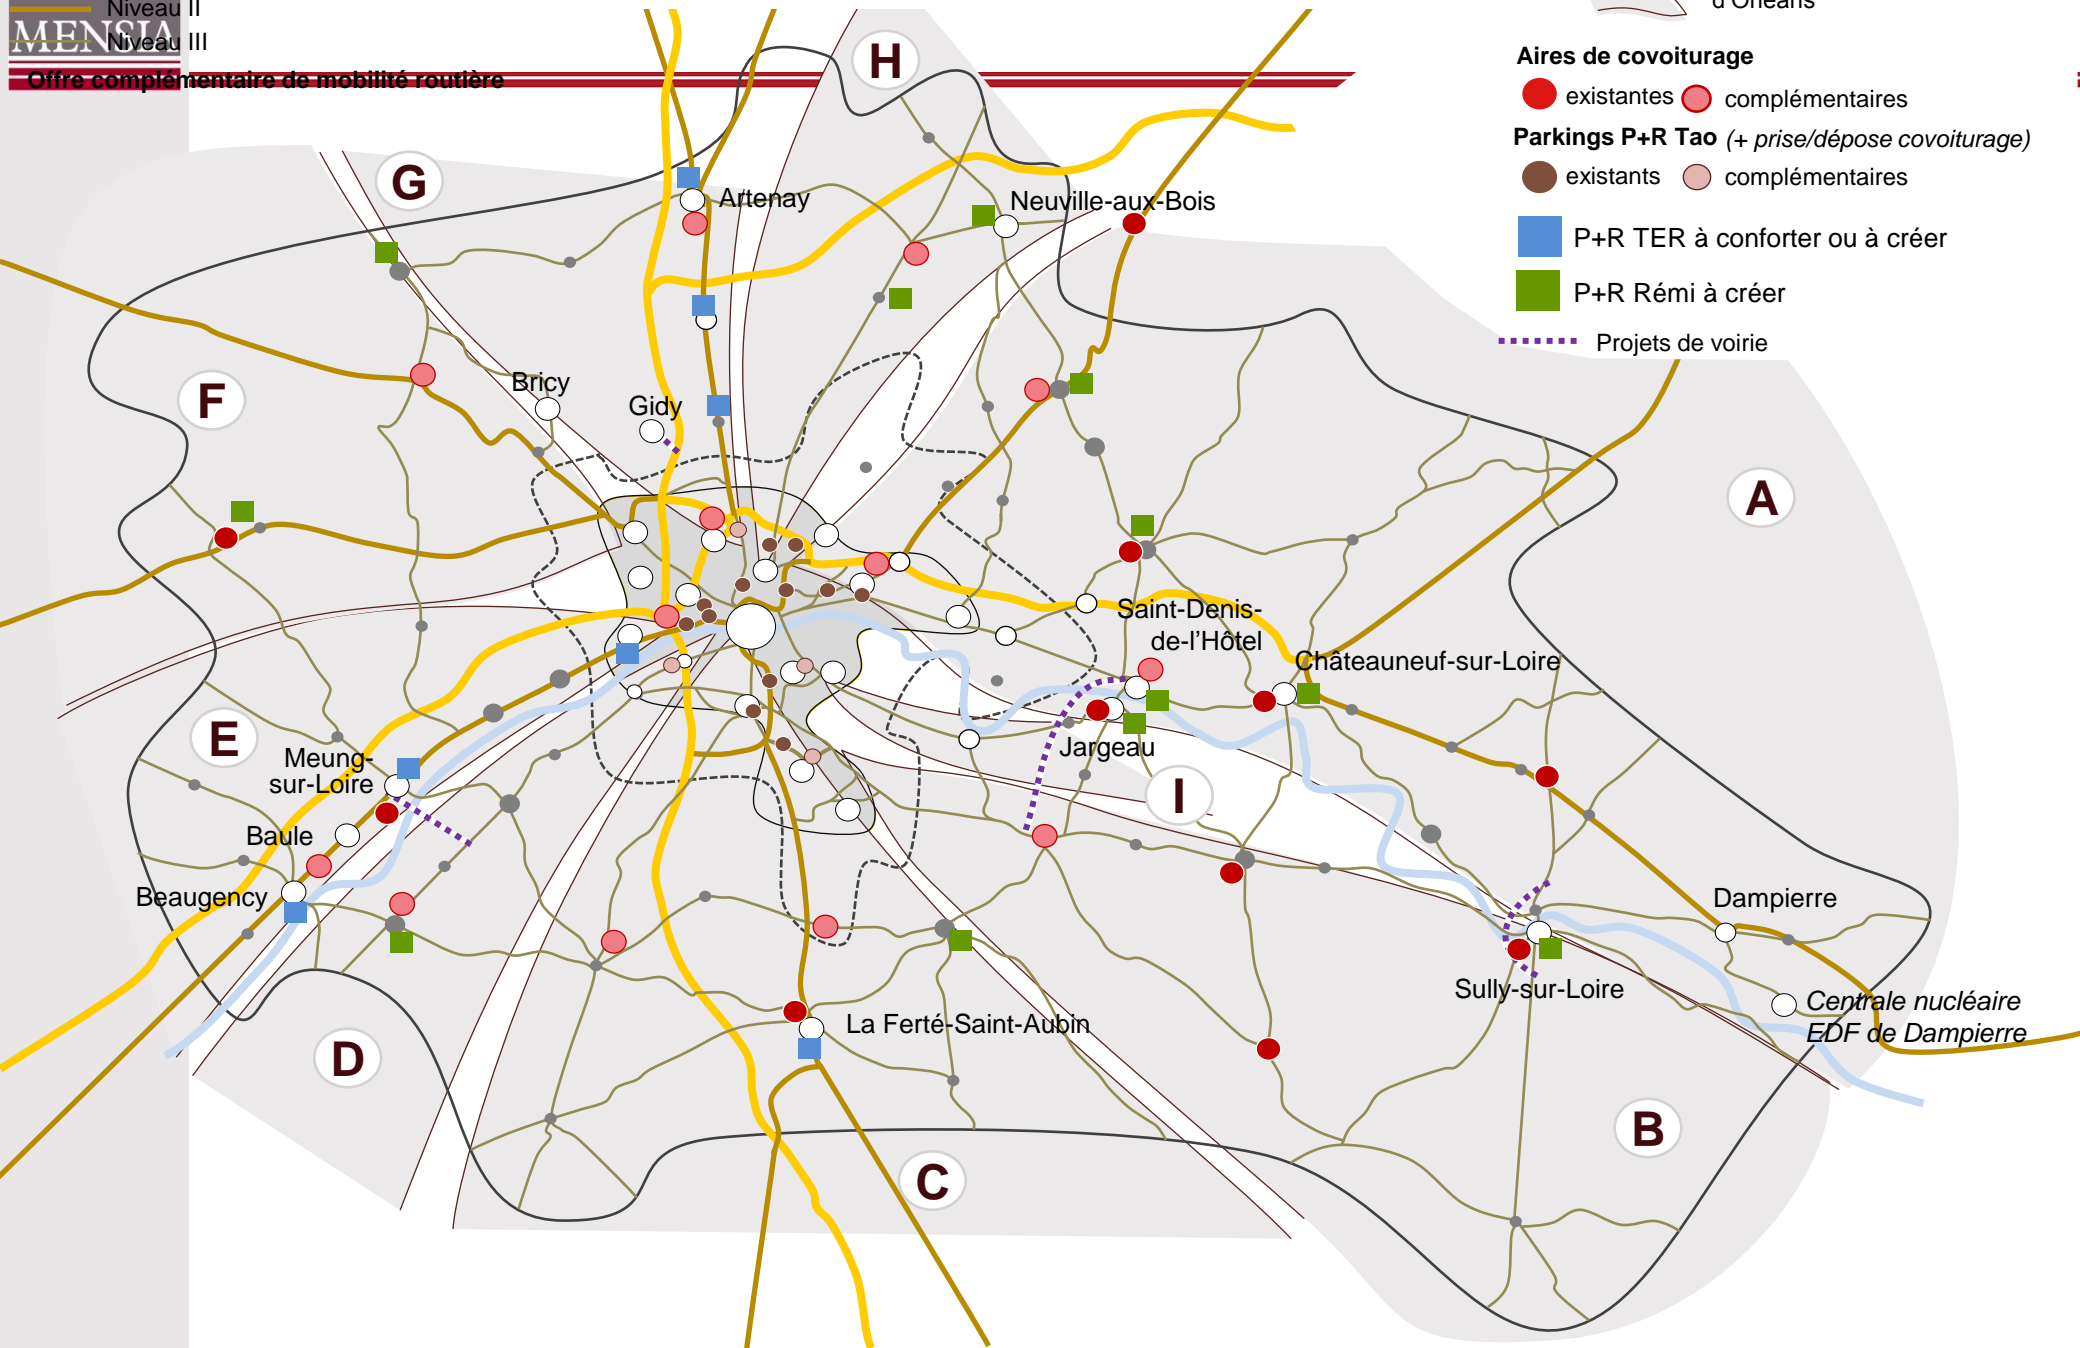 Niveau II
MENSIA
Niveau III
Offre complémentaire de mobilité routière
d'Orléans
Aires de covoiturage
existantes complémentaires
Parkings P+R Tao (+ prise/dépose covoiturage)
existants complémentaires
P+R TER à conforter ou à créer
P+R Rémi à créer
Projets de voirie
H
G
Artenay
Neuville-aux-Bois
F
Bricy
Gidy
A
Saint-Denis-
de-l'Hôtel
Châteauneuf-sur-Loire
E
Meung-
sur-Loire
Jargeau
I
Baule
Beaugency
Dampierre
Sully-sur-Loire
Centrale nucléaire
EDF de Dampierre
La Ferté-Saint-Aubin
D
B
C